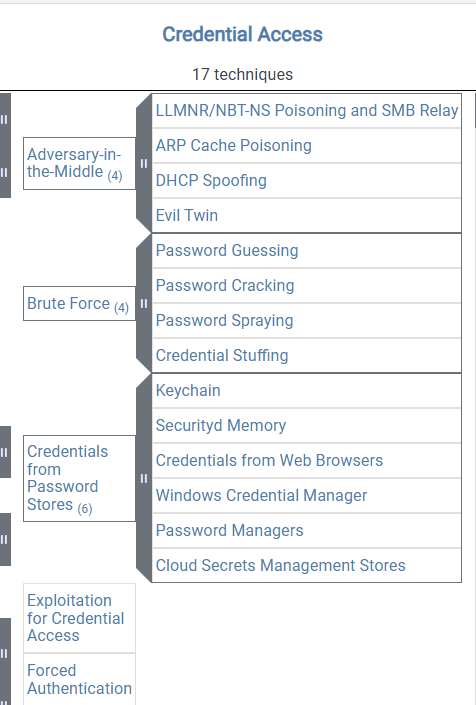 Credential Access
17 techniques
Adversary-in-
the-Middle (4)
LLMNR/NBT-NS Poisoning and SMB Relay
ARP Cache Poisoning
DHCP Spoofing
Evil Twin
Brute Force (4)
Password Guessing
Password Cracking
Password Spraying
Credential Stuffing
Credentials
from
Password
Stores (6)
Keychain
Securityd Memory
Credentials from Web Browsers
Windows Credential Manager
Password Managers
Cloud Secrets Management Stores
Exploitation
for Credential
Access
Forced
Authentication